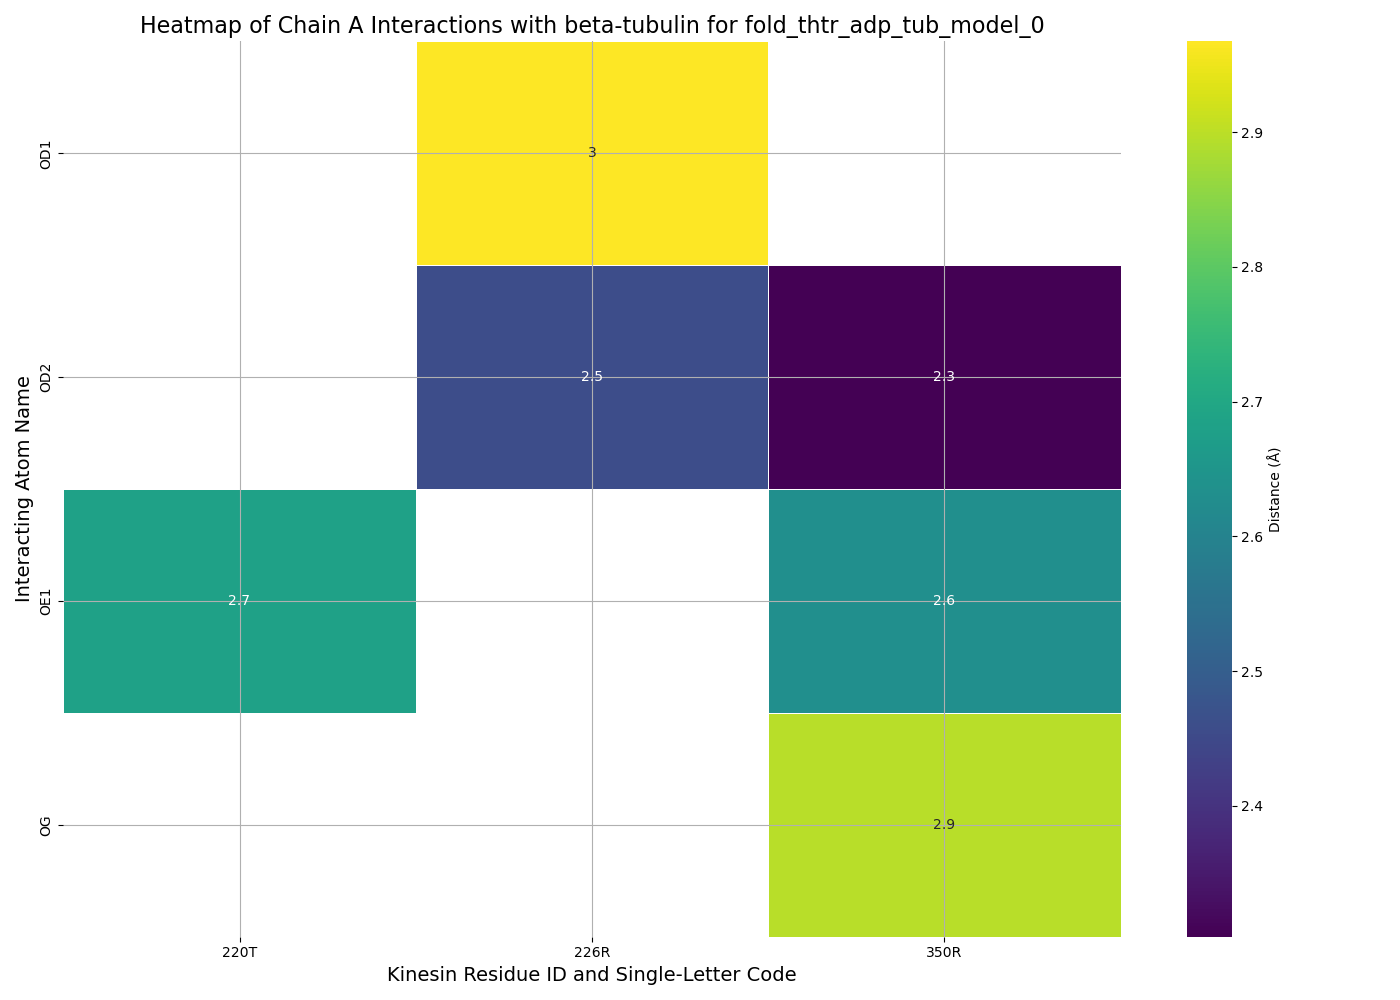 Heatmap of Chain A Interactions with beta-tubulin for fold_thtr_adp_tub_model_0
Interacting Atom Name
OD1
OD2
OE1
OG
3
2.5
2.3
2.7
2.6
2.9
220T
226R
350R
Kinesin Residue ID and Single-Letter Code
2.9
2.8
2.7
2.6
2.5
2.4
Distance (Å)